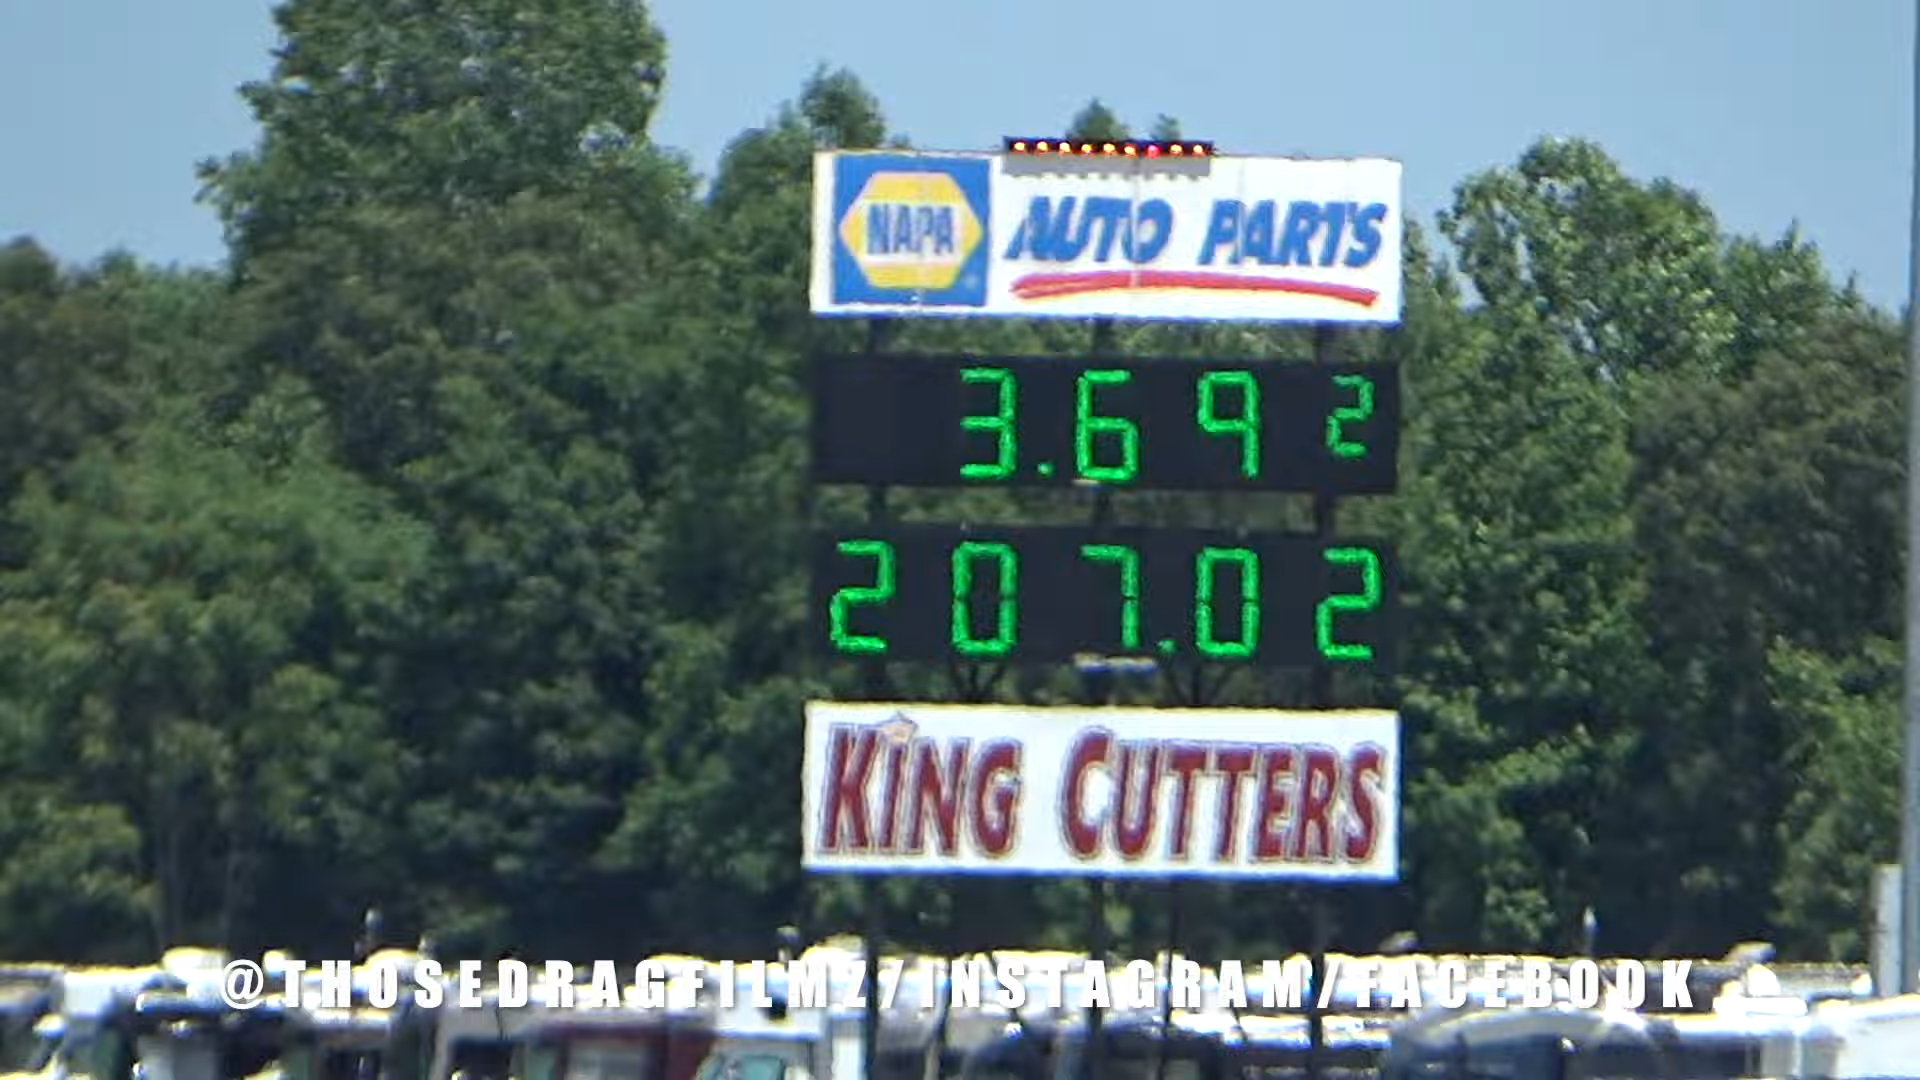 NAPA AUTO PARTS
3.692
207.02
KING CUTTERS
@THOSEDRAGFILMZ/INSTAGRAM/FACEBOOK